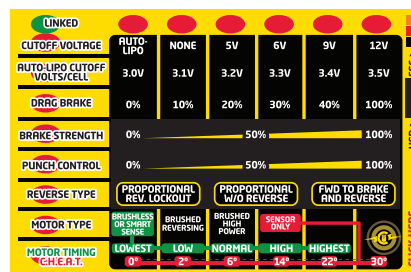 LINKED
CUTOFF VOLTAGE AUTO-LIPO NONE 5V 6V 9V 12V
AUTO-LIPO CUTOFF VOLTS/CELL 3.0V 3.1V 3.2V 3.3V 3.4V 3.5V
DRAG BRAKE 0% 10% 20% 30% 40% 100%
BRAKE STRENGTH 0% 50% 100%
PUNCH CONTROL 0% 50% 100%
REVERSE TYPE PROPORTIONAL REV. LOCKOUT PROPORTIONAL W/O REVERSE FWD TO BRAKE AND REVERSE
MOTOR TYPE BRUSHLESS OR SMART SENSE BRUSHED REVERSING BRUSHED HIGH POWER SENSOR ONLY
MOTOR TIMING LOWEST LOW NORMAL HIGH HIGHEST
C.H.E.R.T. 0° 2° 6° 14° 22° 30°